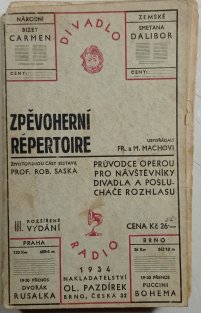 NÁRODNÍ
BIZET
CARMEN
CENY:
DIVADLO
ZEMSKÉ
SMETANA
DALIBOR
CENY:
ZPĚVOHERNÍ
RÉPERTOIRE
USPOŘÁDALI
FR. a M. MACHOVI
ŽIVOTOPISNOU ČÁST SESTAVIL
PROF. ROB. SASKA
PRŮVODCE OPEROU
PRO NÁVŠTĚVNÍKY
DIVADLA A POSLU-
CHAČE ROZHLASU
III. ROZŠÍŘENÉ
VYDÁNÍ
CENA Kč 26·—
RADIO
PRAHA
BRNO
1934
NAKLADATELSTVÍ
OL. PAZDÍREK
BRNO, ČESKÁ 32
19·30 PŘENOS
DVOŘÁK
RUSALKA
19·30 PŘENOS
PUCCINI
BOHEMA